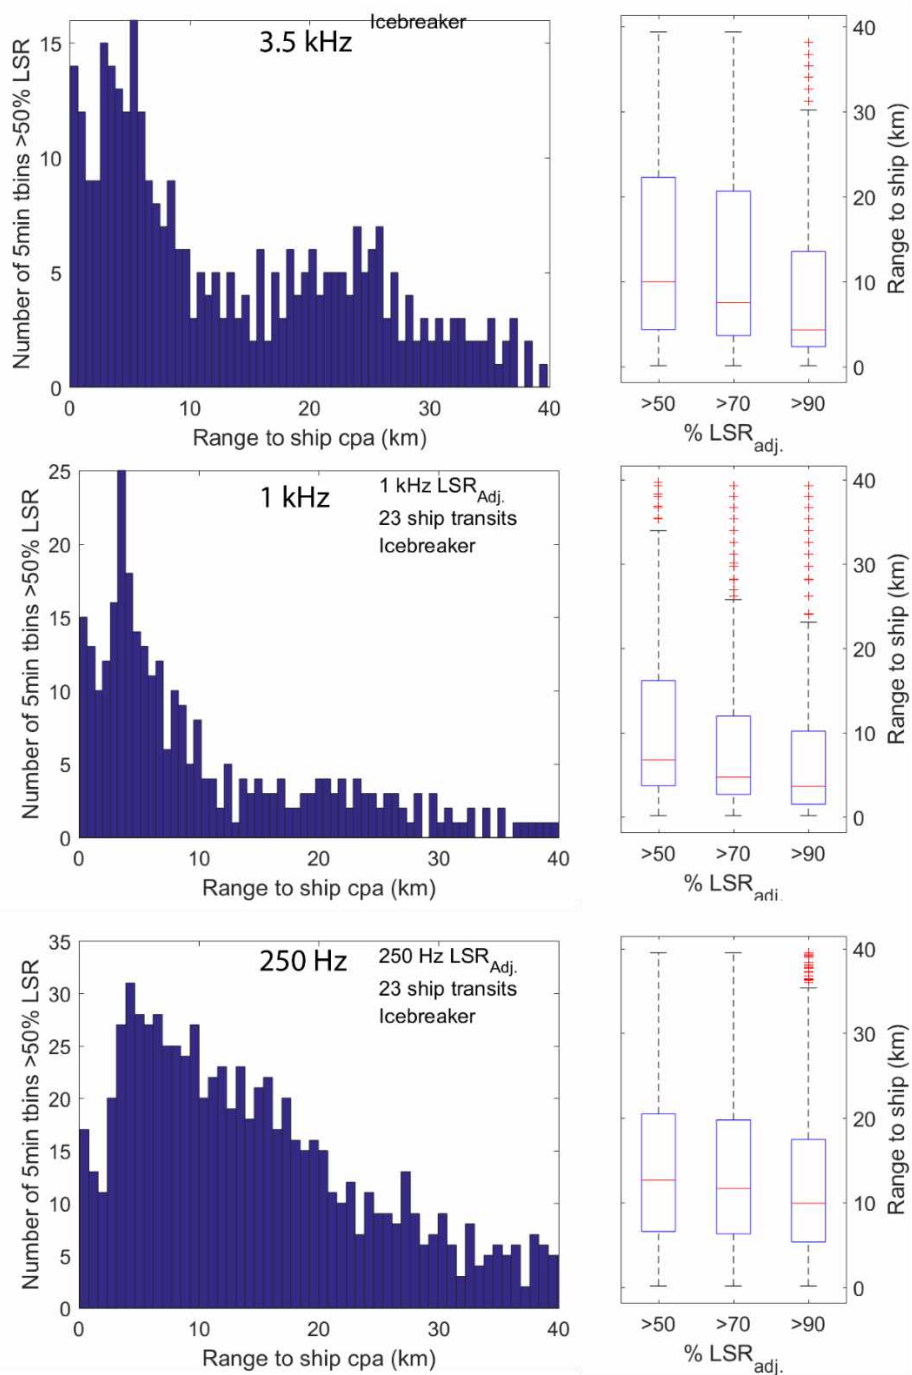 Icebreaker
3.5 kHz
Number of 5min tbins >50% LSR
15
10
5
0
0 10 20 30 40
Range to ship cpa (km)
40
30
20
10
0
Range to ship (km)
>50 >70 >90
% LSRadj.
1 kHz
1 kHz LSRAdj.
23 ship transits
Icebreaker
Number of 5min tbins >50% LSR
25
20
15
10
5
0
0 10 20 30 40
Range to ship cpa (km)
40
30
20
10
0
Range to ship (km)
>50 >70 >90
% LSRadj.
250 Hz
250 Hz LSRAdj.
23 ship transits
Icebreaker
Number of 5min tbins >50% LSR
35
30
25
20
15
10
5
0
0 10 20 30 40
Range to ship cpa (km)
40
30
20
10
0
Range to ship (km)
>50 >70 >90
% LSRadj.